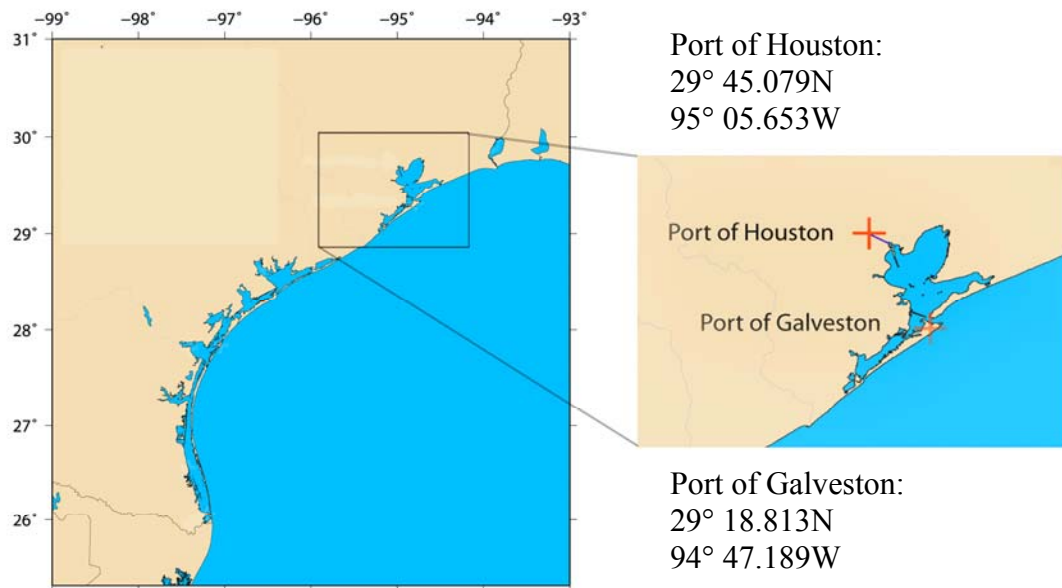 −99 −98 −97 −96 −95 −94 −93
31˚
30˚
29˚
28˚
27˚
26˚
Port of Houston:
29° 45.079N
95° 05.653W
Port of Houston
Port of Galveston
Port of Galveston:
29° 18.813N
94° 47.189W